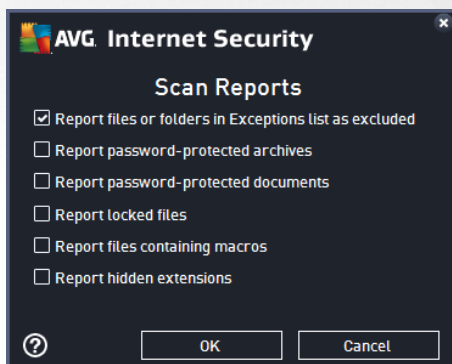 AVG Internet Security
Scan Reports
Report files or folders in Exceptions list as excluded
Report password-protected archives
Report password-protected documents
Report locked files
Report files containing macros
Report hidden extensions
?
OK
Cancel